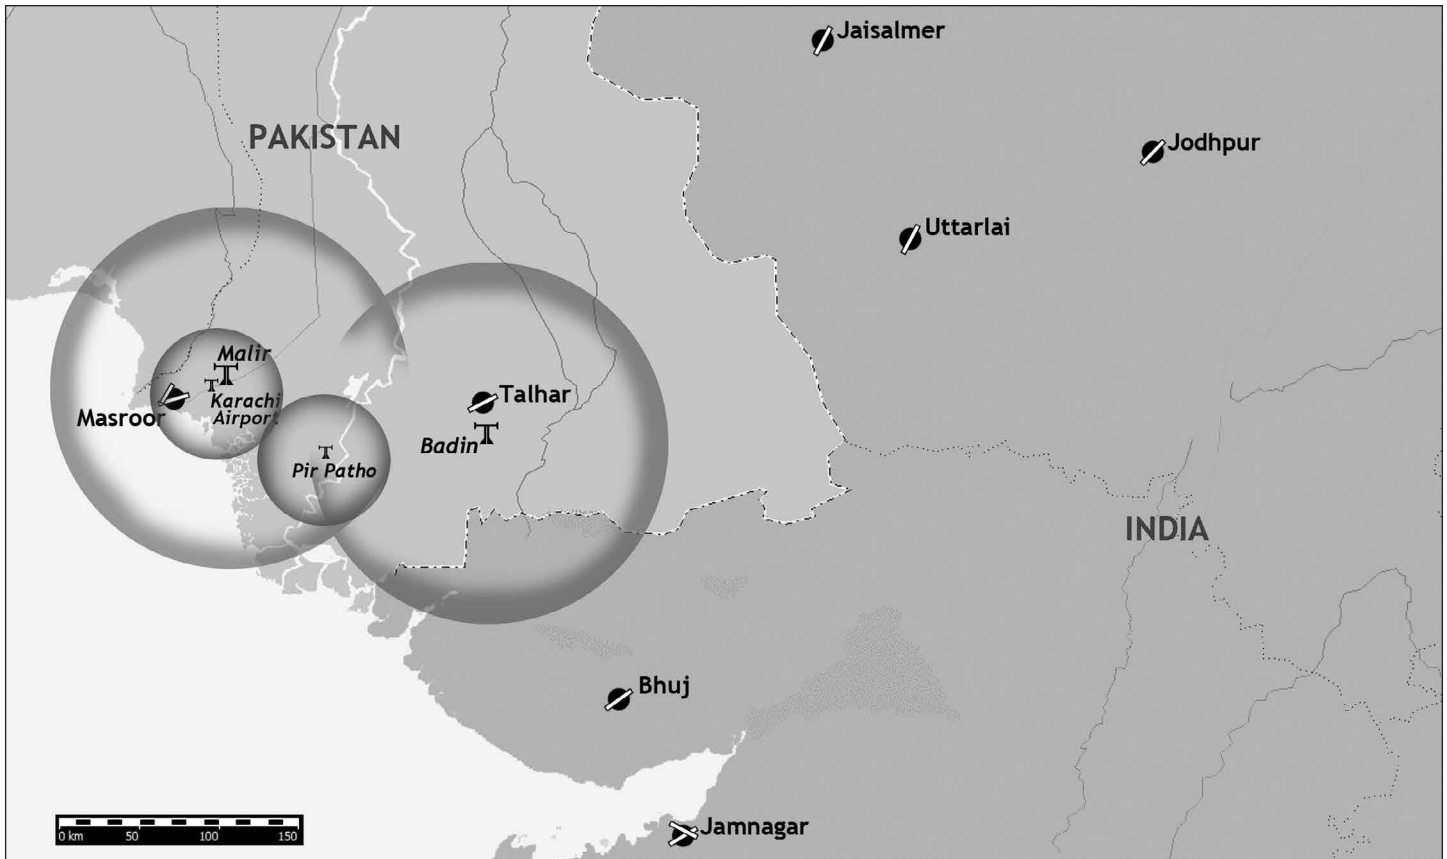 Jaisalmer
PAKISTAN
Jodhpur
Uttarlai
Malir
Karachi
Airport
Masroor
Talhar
Badin
Pir Patho
INDIA
Bhuj
Jamnagar
0 km 50 100 150